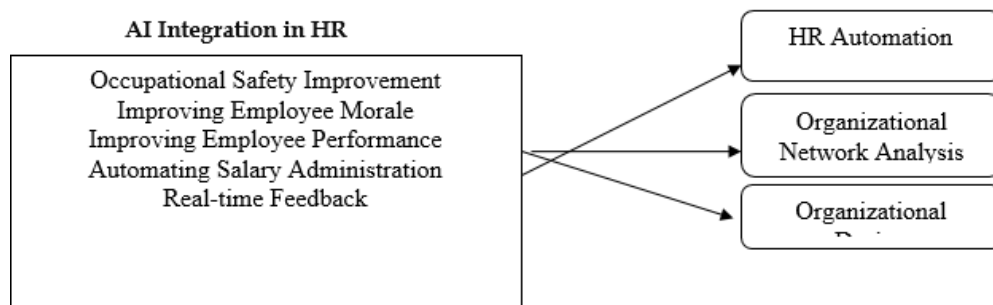 AI Integration in HR
Occupational Safety Improvement
Improving Employee Morale
Improving Employee Performance
Automating Salary Administration
Real-time Feedback
HR Automation
Organizational
Network Analysis
Organizational